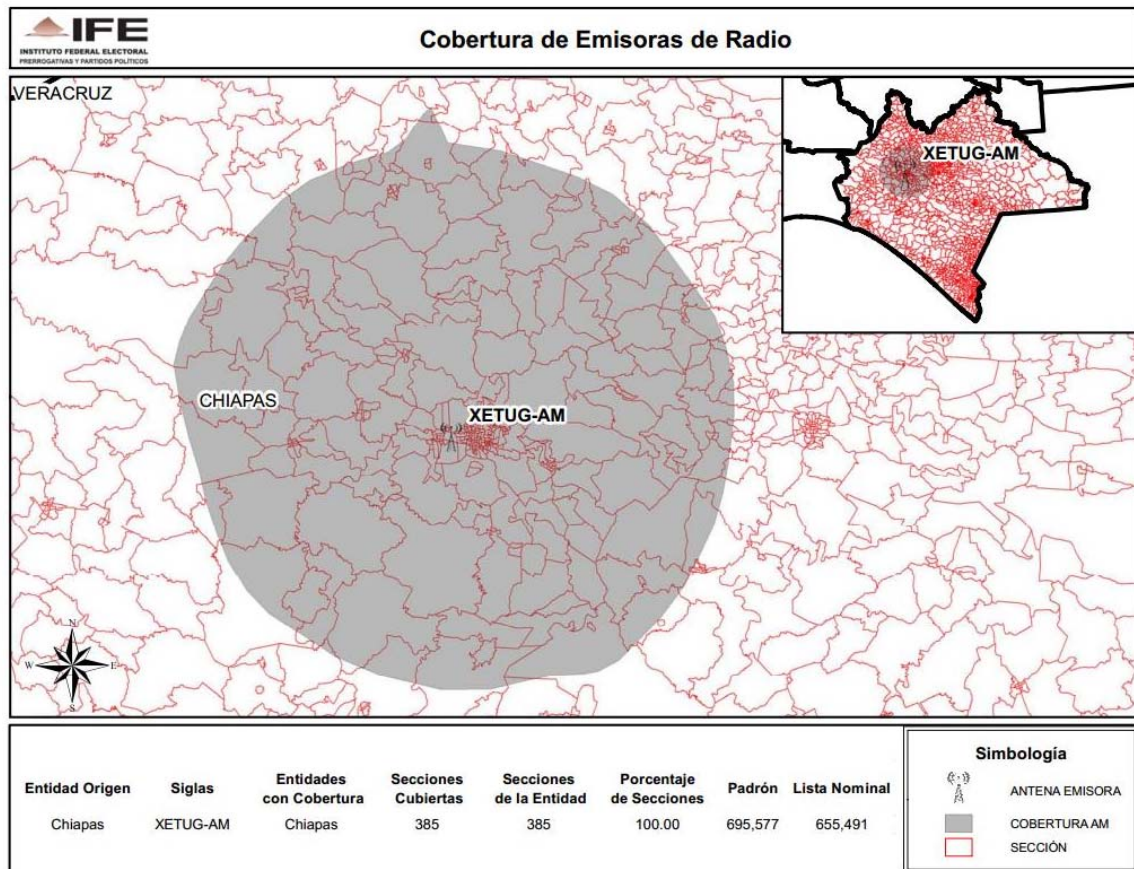 IFE
INSTITUTO FEDERAL ELECTORAL
PRERROGATIVAS Y PARTIDOS POLÍTICOS
Cobertura de Emisoras de Radio
VERACRUZ
XETUG-AM
CHIAPAS
XETUG-AM
N
W E
S
Entidad Origen Siglas Entidades con Cobertura Secciones Cubiertas Secciones de la Entidad Porcentaje de Secciones Padrón Lista Nominal
Chiapas XETUG-AM Chiapas 385 385 100.00 695,577 655,491
Simbología
ANTENA EMISORA
COBERTURA AM
SECCIÓN